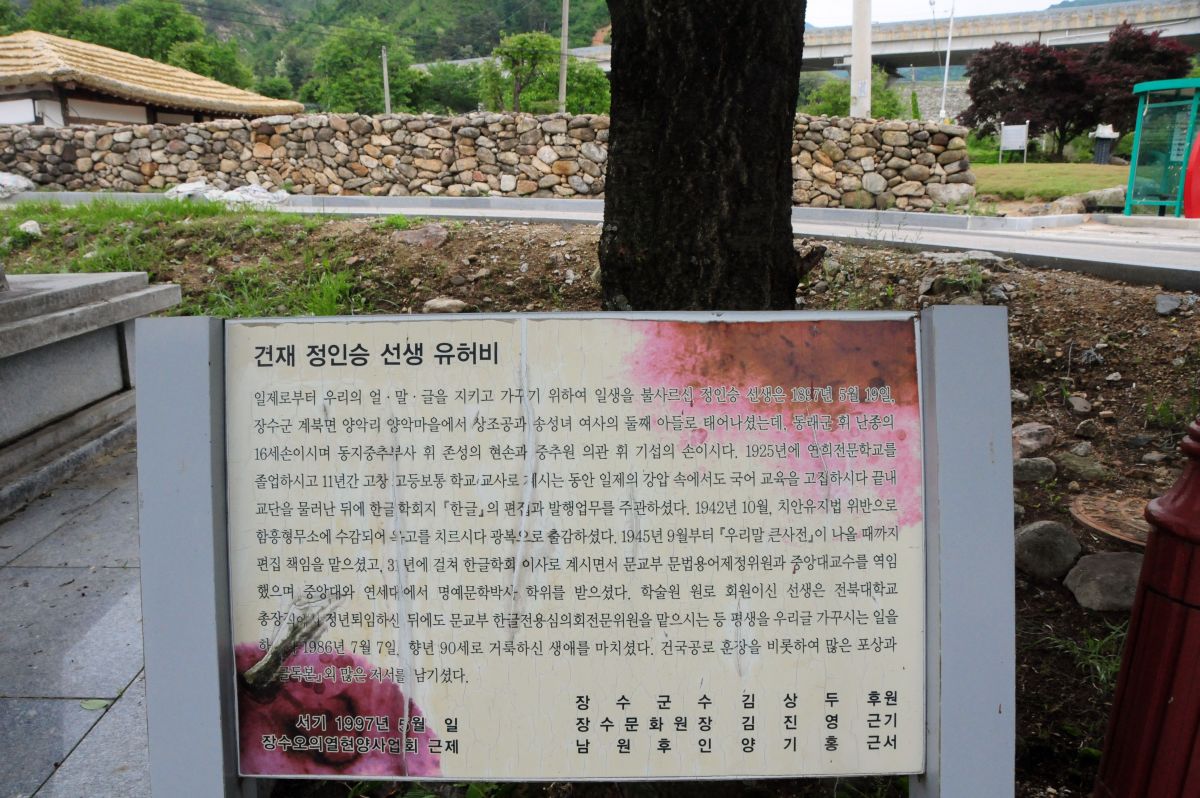 건재 정인승 선생 유허비
일제로부터 우리의 얼·말·글을 지키고 가꾸기 위하여 일생을 불사르신 정인승 선생은 1897년 5월 19일,
장수군 계북면 양악리 양악마을에서 상조공과 송성녀 여사의 둘째 아들로 태어나셨는데, 동래군 휘 난종의
16세손이시며 동지중추부사 휘 존성의 현손과 중추원 의관 휘 기섭의 손이시다. 1925년에 연희전문학교를
졸업하시고 11년간 고창 고등보통 학교 교사로 계시는 동안 일제의 강압 속에서도 국어 교육을 고집하시다 끝내
교단을 물러난 뒤에 한글학회지 『한글』의 편집과 발행업무를 주관하셨다. 1942년 10월, 치안유지법 위반으로
함흥형무소에 수감되어 고를 치르시다 광복으로 출감하셨다. 1945년 9월부터 『우리말 큰사전』이 나올 때까지
편집 책임을 맡으셨고, 년에 걸쳐 한글학회 이사로 계시면서 문교부 문법용어제정위원과 중앙대교수를 역임
했으며 중앙대와 연세대에서 명예문학박사 학위를 받으셨다. 학술원 원로 회원이신 선생은 전북대학교
총장 정년퇴임하신 뒤에도 문교부 한글전용심의회전문위원을 맡으시는 등 평생을 우리글 가꾸시는 일을
1986년 7월 7일, 향년 90세로 거룩하신 생애를 마치셨다. 건국공로 훈장을 비롯하여 많은 포상과
외 많은 저서를 남기셨다.
장수군수 김상두 후원
서기 1997년 5월 일
장수문화원장 김진영 근기
장수오의열현양사업회 근제
남원후인 양기홍 근서